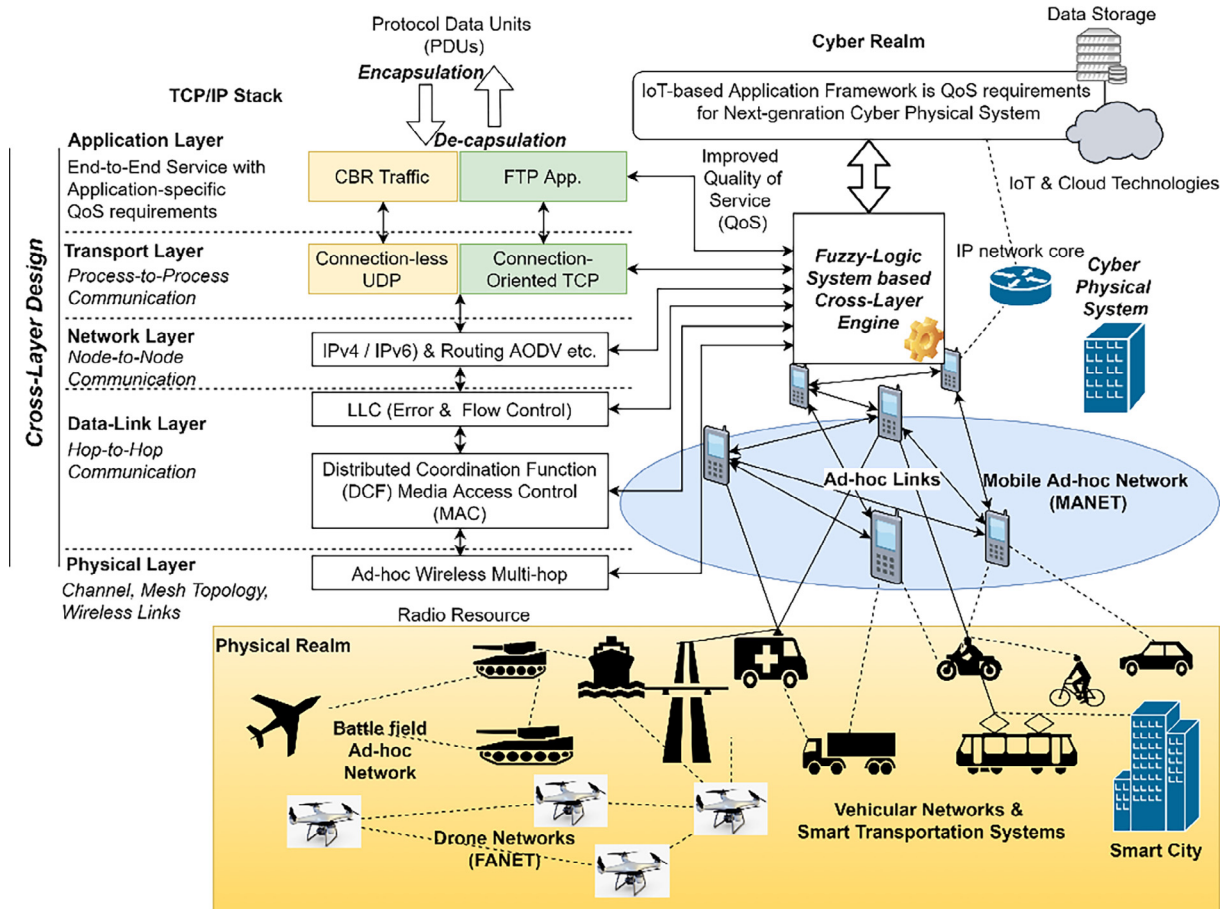 Protocol Data Units
(PDUs)
Encapsulation
De-capsulation
TCP/IP Stack
Cross-Layer Design
Application Layer
End-to-End Service with
Application-specific
QoS requirements
CBR Traffic
FTP App.
Transport Layer
Process-to-Process
Communication
Connection-less
UDP
Connection-
Oriented TCP
Network Layer
Node-to-Node
Communication
IPv4 / IPv6) & Routing AODV etc.
Data-Link Layer
Hop-to-Hop
Communication
LLC (Error & Flow Control)
Distributed Coordination Function
(DCF) Media Access Control
(MAC)
Physical Layer
Channel, Mesh Topology,
Wireless Links
Ad-hoc Wireless Multi-hop
Radio Resource
Cyber Realm
Data Storage
IoT-based Application Framework is QoS requirements
for Next-genration Cyber Physical System
IoT & Cloud Technologies
Improved
Quality of
Service
(QoS)
Fuzzy-Logic
System based
Cross-Layer
Engine
IP network core
Cyber
Physical
System
Ad-hoc Links
Mobile Ad-hoc Network
(MANET)
Physical Realm
Battle field
Ad-hoc
Network
Drone Networks
(FANET)
Vehicular Networks &
Smart Transportation Systems
Smart City